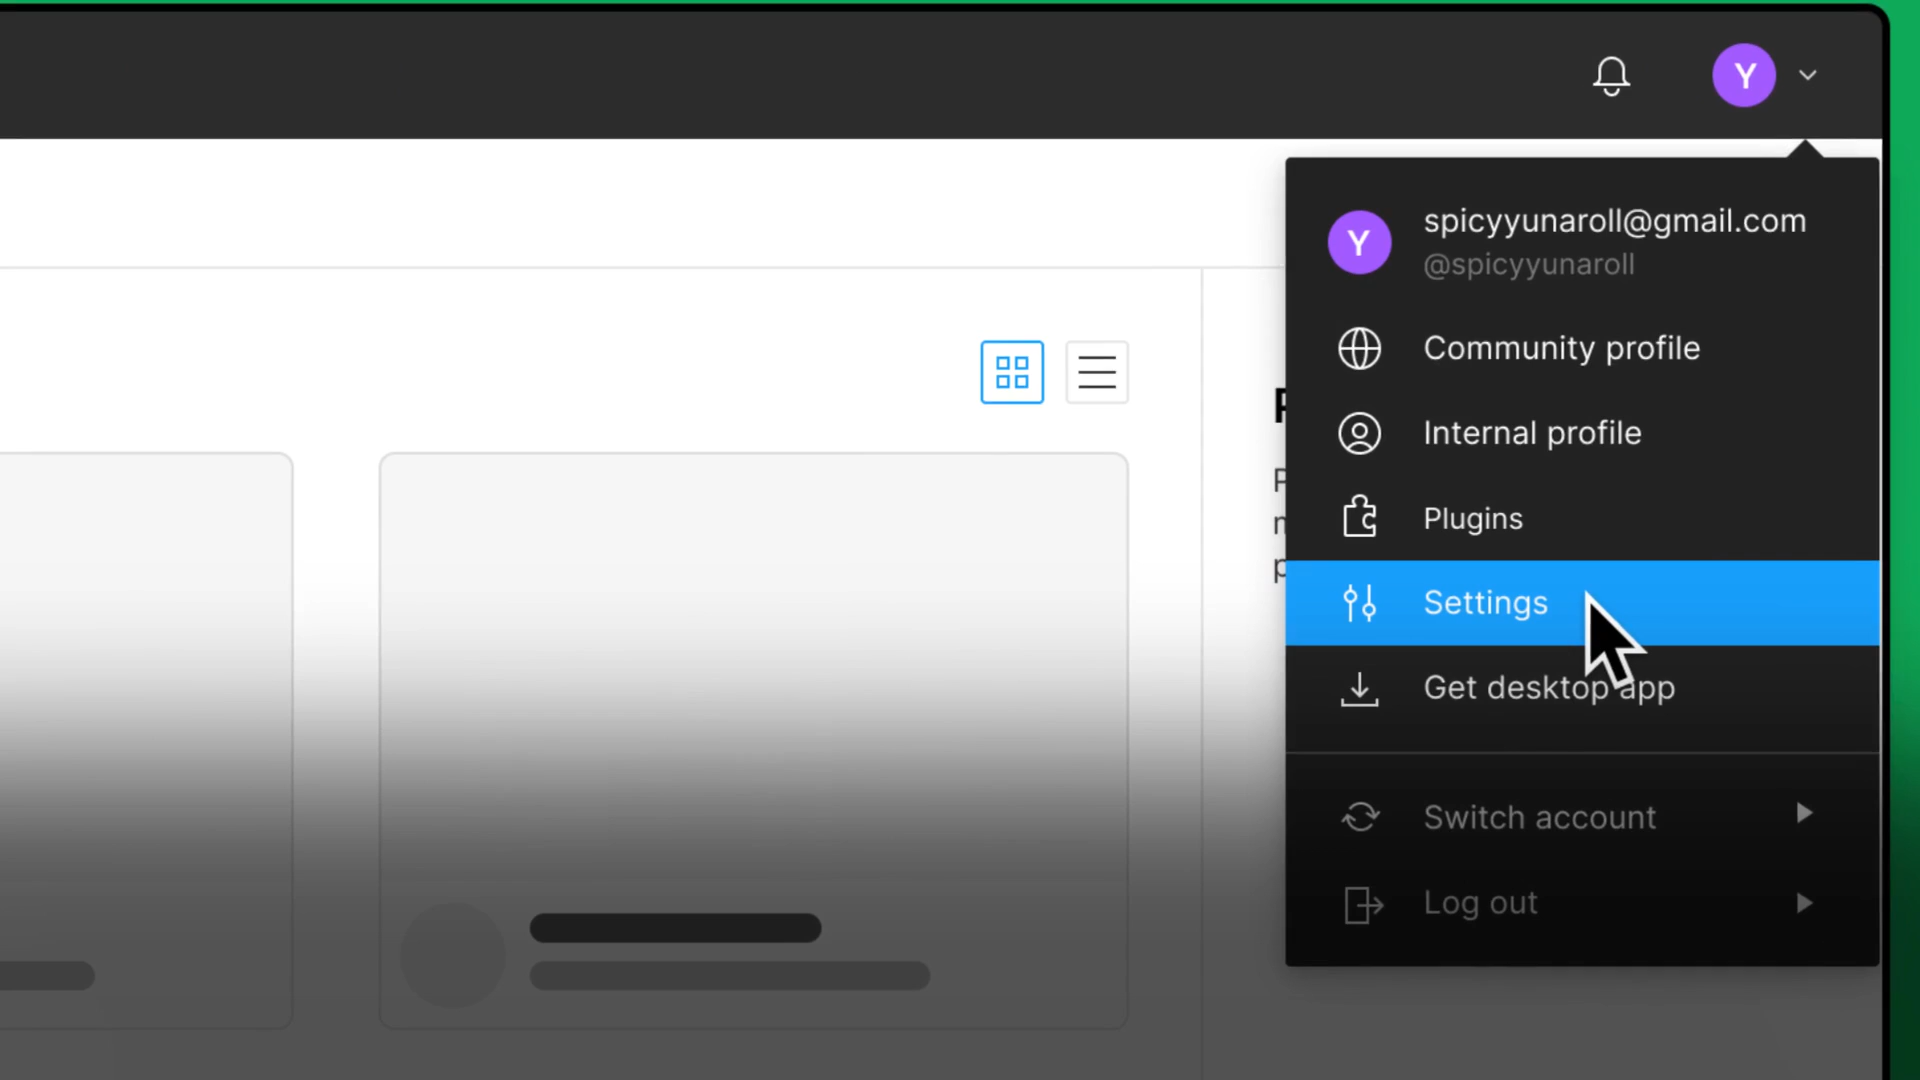 Y
spicyyunaroll@gmail.com
Y
@spicyyunaroll
Community profile
Internal profile
Plugins
Settings
Get desktop app
Switch account
Log out